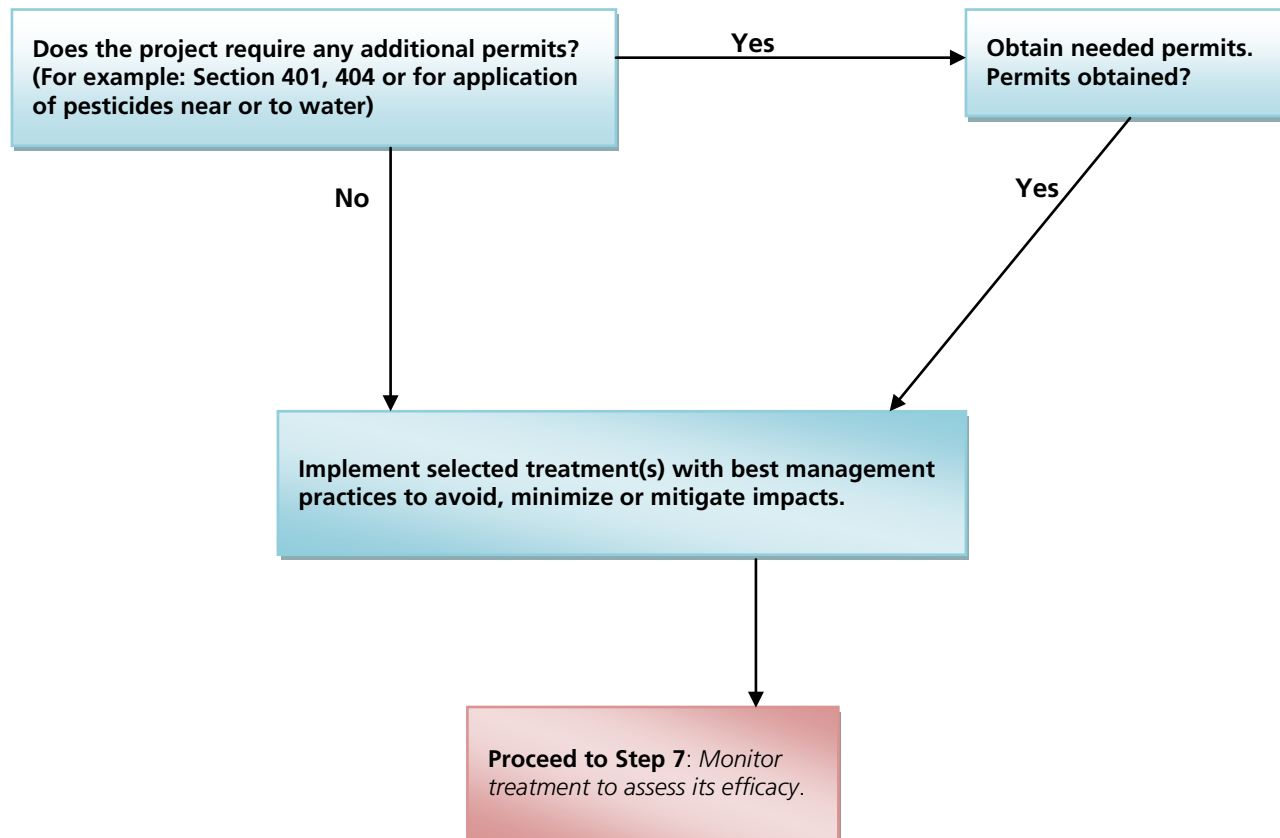 Does the project require any additional permits?
(For example: Section 401, 404 or for application
of pesticides near or to water)
Yes
Obtain needed permits.
Permits obtained?
No
Yes
Implement selected treatment(s) with best management
practices to avoid, minimize or mitigate impacts.
Proceed to Step 7: Monitor
treatment to assess its efficacy.